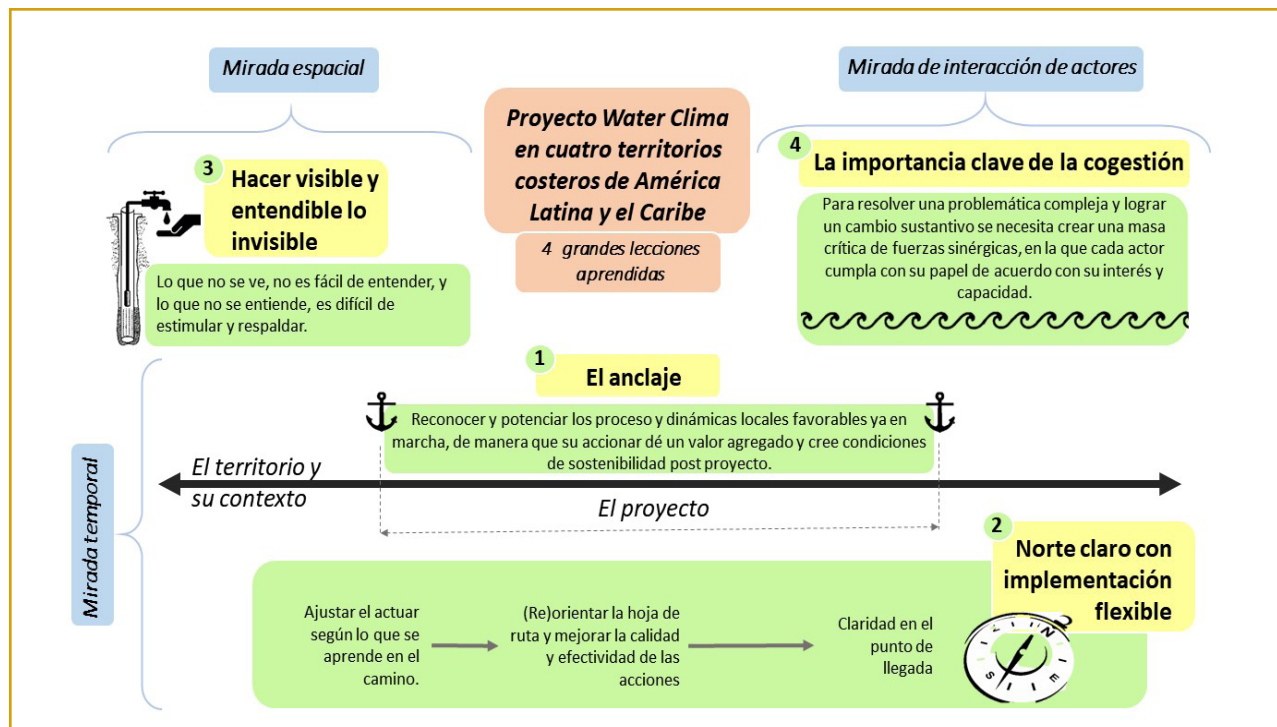 Mirada espacial
Mirada de interacción de actores
Proyecto Water Clima
en cuatro territorios
costeros de América
Latina y el Caribe
4 grandes lecciones
aprendidas
3
Hacer visible y
entendible lo
invisible
Lo que no se ve, no es fácil de entender, y
lo que no se entiende, es difícil de
estimular y respaldar.
4
La importancia clave de la cogestión
Para resolver una problemática compleja y lograr
un cambio sustantivo se necesita crear una masa
crítica de fuerzas sinérgicas, en la que cada actor
cumpla con su papel de acuerdo con su interés y
capacidad.
Mirada temporal
1
El anclaje
Reconocer y potenciar los proceso y dinámicas locales favorables ya en
marcha, de manera que su accionar dé un valor agregado y cree condiciones
de sostenibilidad post proyecto.
El territorio y
su contexto
El proyecto
2
Norte claro con
implementación
flexible
Ajustar el actuar
según lo que se
aprende en el
camino.
(Re)orientar la hoja de
ruta y mejorar la calidad
y efectividad de las
acciones
Claridad en el
punto de
llegada
N
E
S